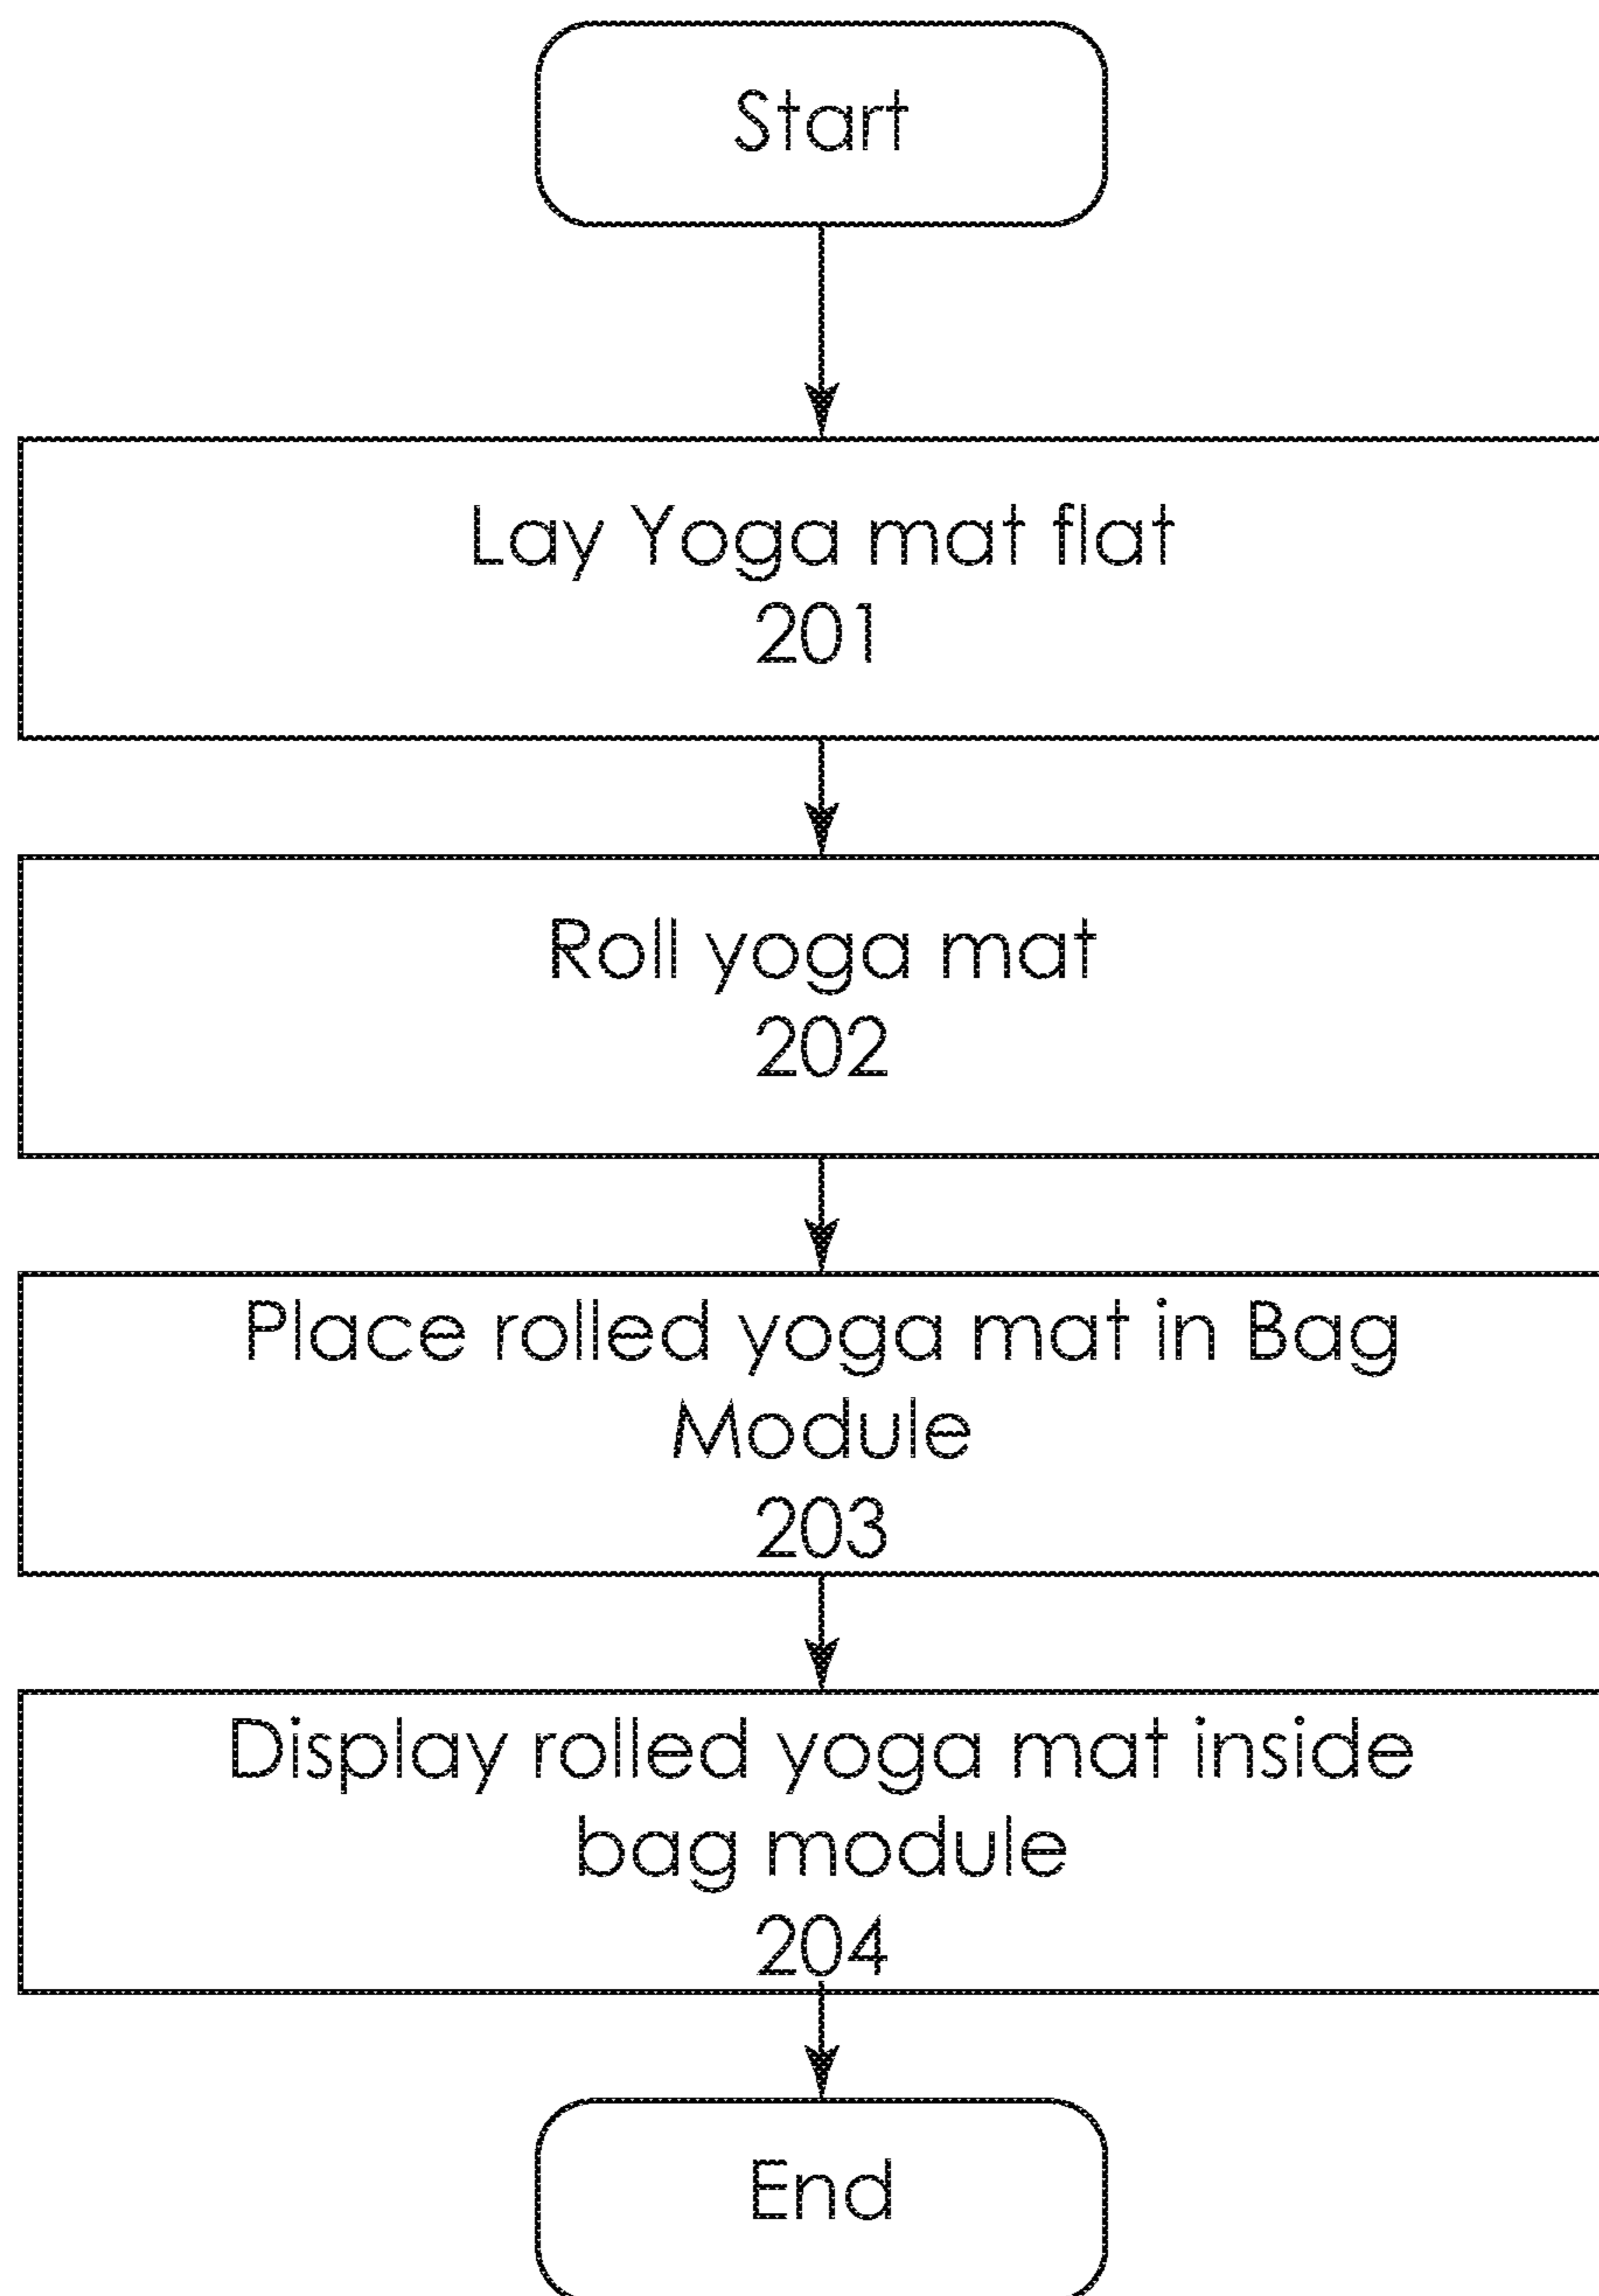 Start
Lay Yoga mat flat
201
Roll yoga mat
202
Place rolled yoga mat in Bag
Module
203
Display rolled yoga mat inside
bag module
204
End